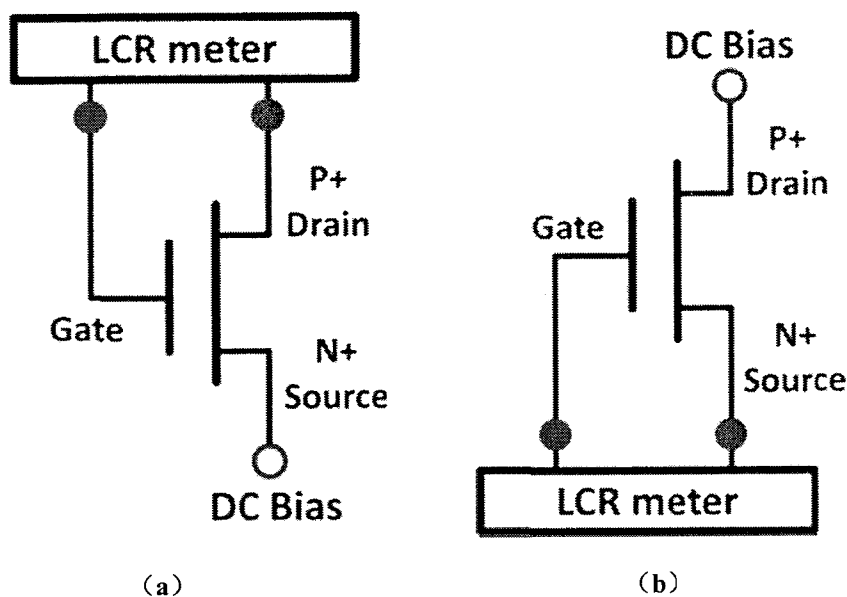 LCR meter
P+
Drain
Gate
N+
Source
DC Bias
(a)
DC Bias
P+
Drain
Gate
N+
Source
LCR meter
(b)